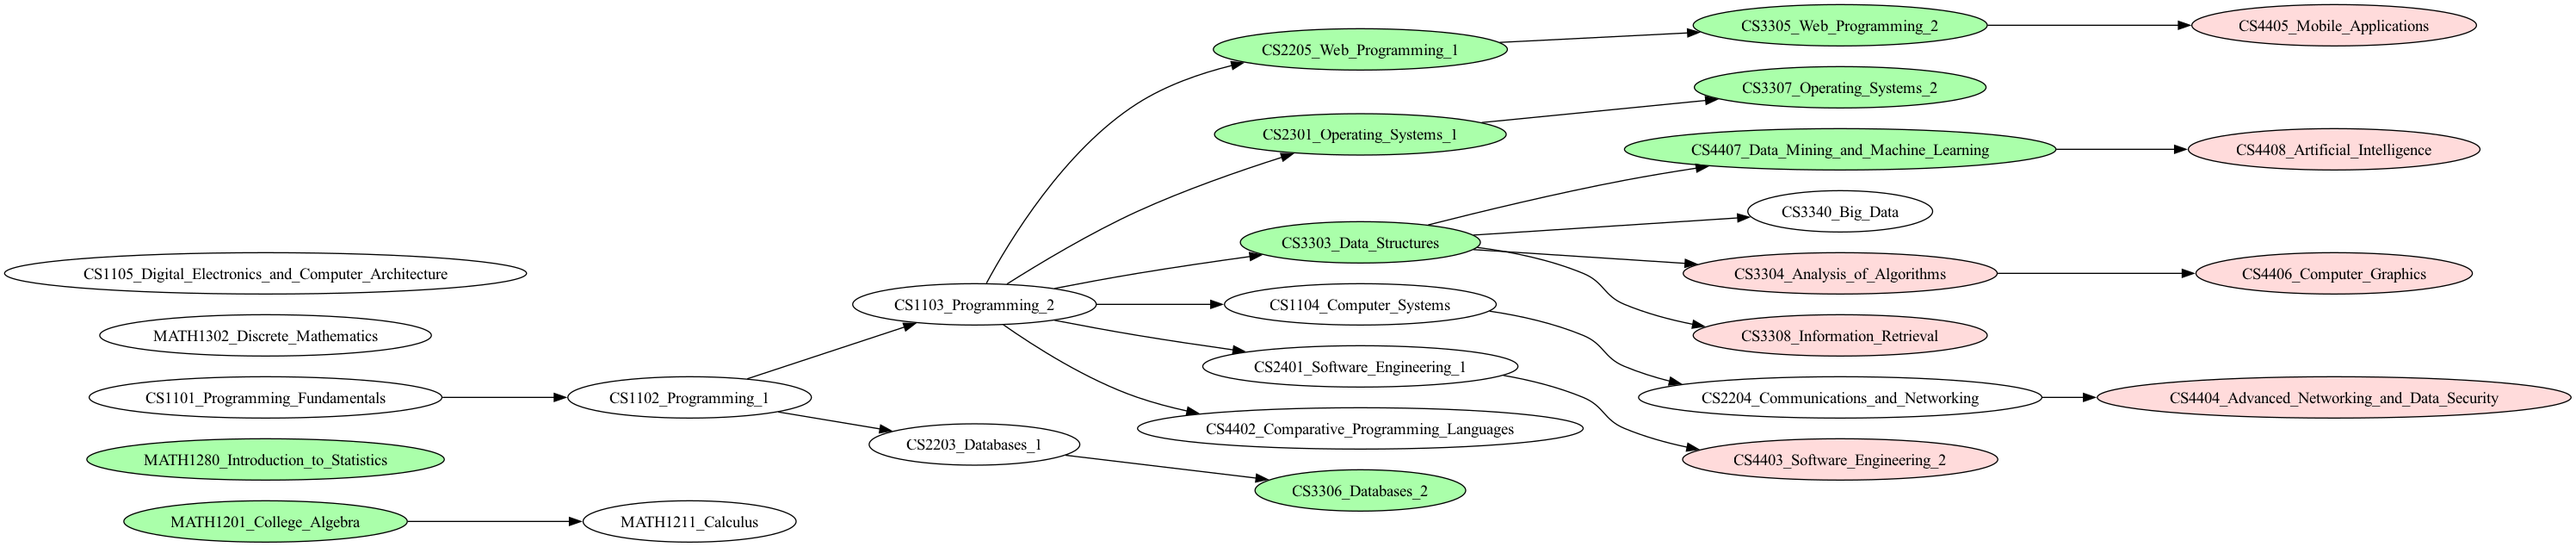 CS3305_Web_Programming_2
CS4405_Mobile_Applications
CS2205_Web_Programming_1
CS3307_Operating_Systems_2
CS2301_Operating_Systems_1
CS4407_Data_Mining_and_Machine_Learning
CS4408_Artificial_Intelligence
CS3340_Big_Data
CS3303_Data_Structures
CS1105_Digital_Electronics_and_Computer_Architecture
CS3304_Analysis_of_Algorithms
CS4406_Computer_Graphics
CS1103_Programming_2
CS1104_Computer_Systems
MATH1302_Discrete_Mathematics
CS3308_Information_Retrieval
CS2401_Software_Engineering_1
CS1101_Programming_Fundamentals
CS1102_Programming_1
CS2204_Communications_and_Networking
CS4404_Advanced_Networking_and_Data_Security
CS4402_Comparative_Programming_Languages
CS2203_Databases_1
MATH1280_Introduction_to_Statistics
CS4403_Software_Engineering_2
CS3306_Databases_2
MATH1201_College_Algebra
MATH1211_Calculus